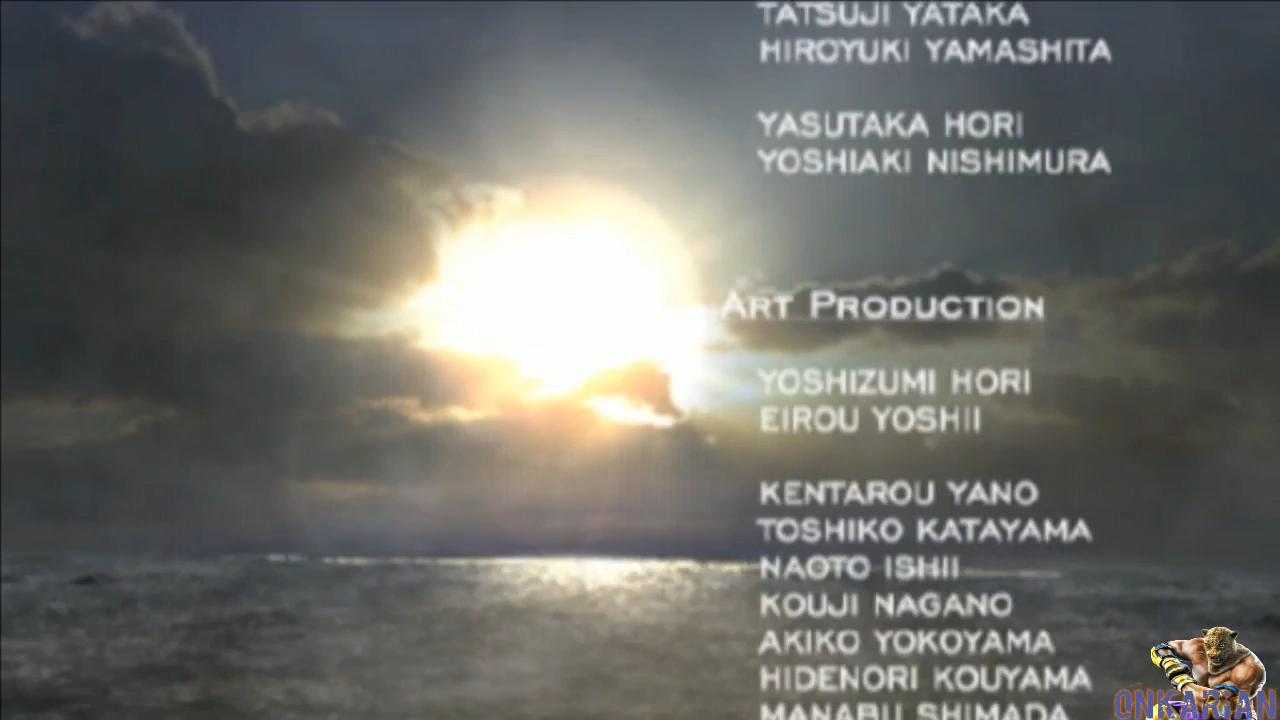 TATSUJI YATAKA
HIROYUKI YAMASHITA
YASUTAKA HORI
YOSHIAKI NISHIMURA
ART PRODUCTION
YOSHIZUMI HORI
EIROU YOSHII
KENTAROU YANO
TOSHIKO KATAYAMA
NAOTO ISHII
KOUJI NAGANO
AKIKO YOKOYAMA
HIDENORI KOUYAMA
MANABU SHIMADA
ONKARIAN